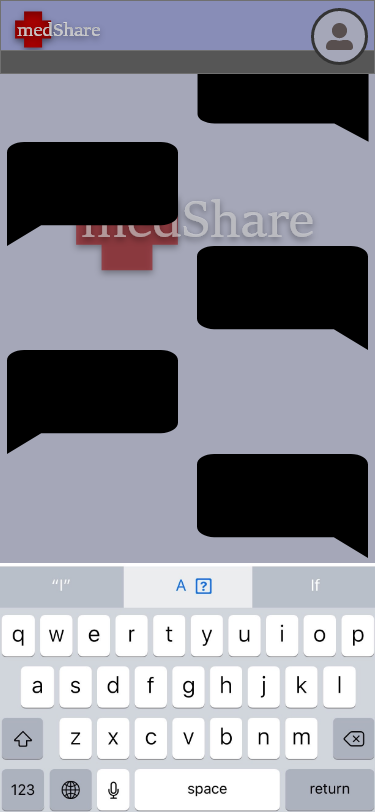 medShare
medShare
“I”
A ?
If
q w e r t y u i o p
a s d f g h j k l
z x c v b n m
123 space return